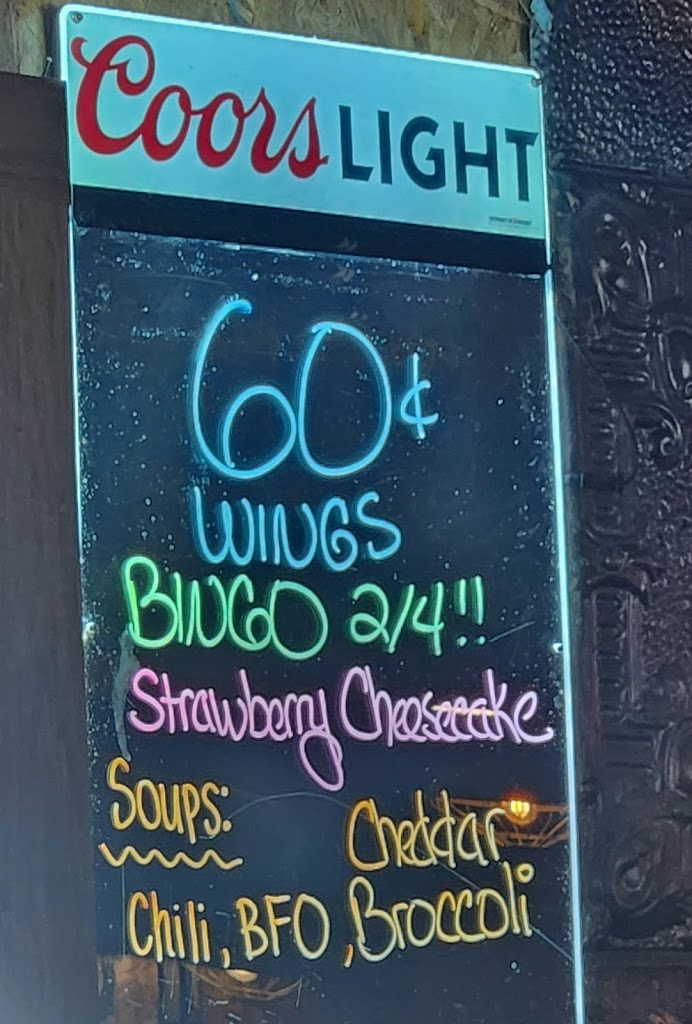 Coors LIGHT
60¢
WINGS
BINGO 2/4!!
Strawberry Cheesecake
Soups:
Cheddar
Chili, BFO, Broccoli